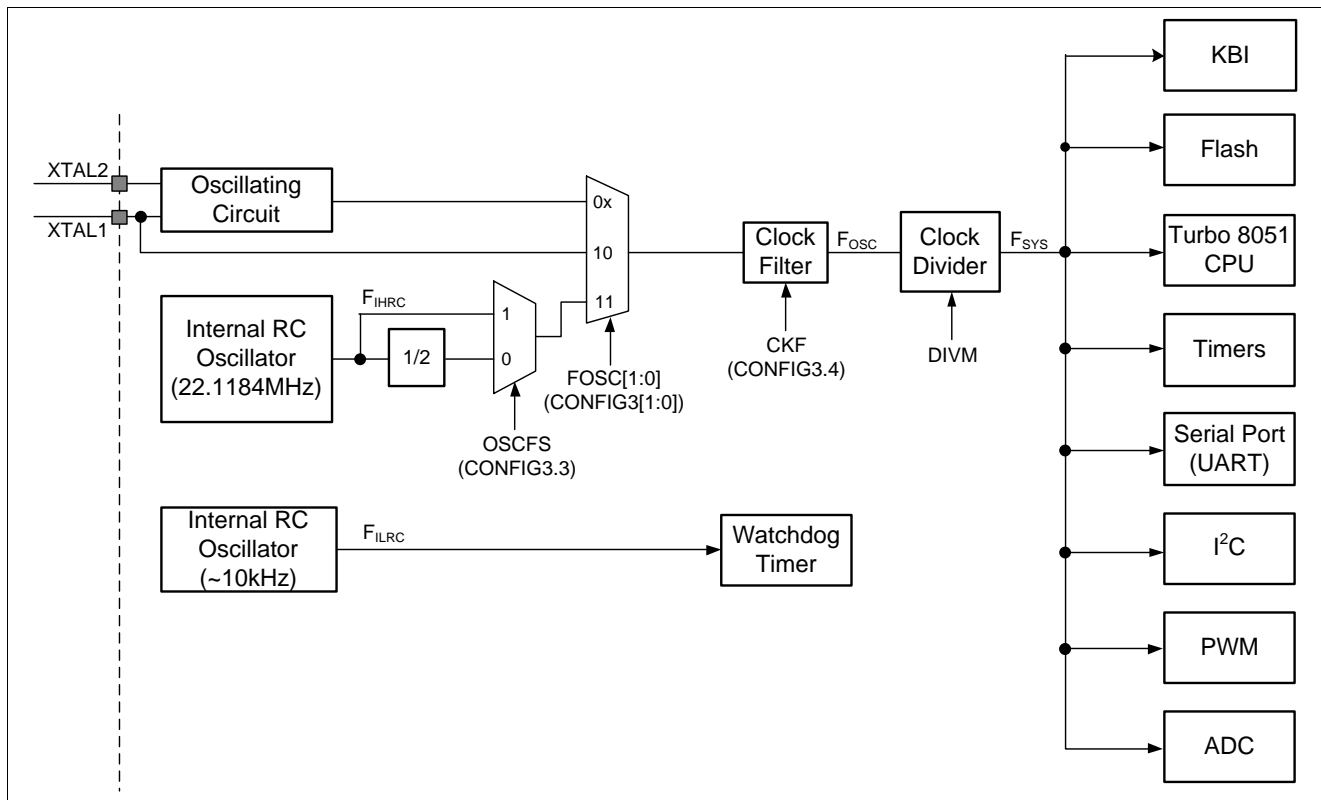 XTAL2
XTAL1
Oscillating
Circuit
0x
10
11
Internal RC
Oscillator
(22.1184MHz)
FIHRC
1/2
1
0
OSCFS
(CONFIG3.3)
FOSC[1:0]
(CONFIG3[1:0])
Clock
Filter
CKF
(CONFIG3.4)
FOSC
Clock
Divider
DIVM
FSYS
Internal RC
Oscillator
(~10kHz)
FILRC
Watchdog
Timer
KBI
Flash
Turbo 8051
CPU
Timers
Serial Port
(UART)
I²C
PWM
ADC